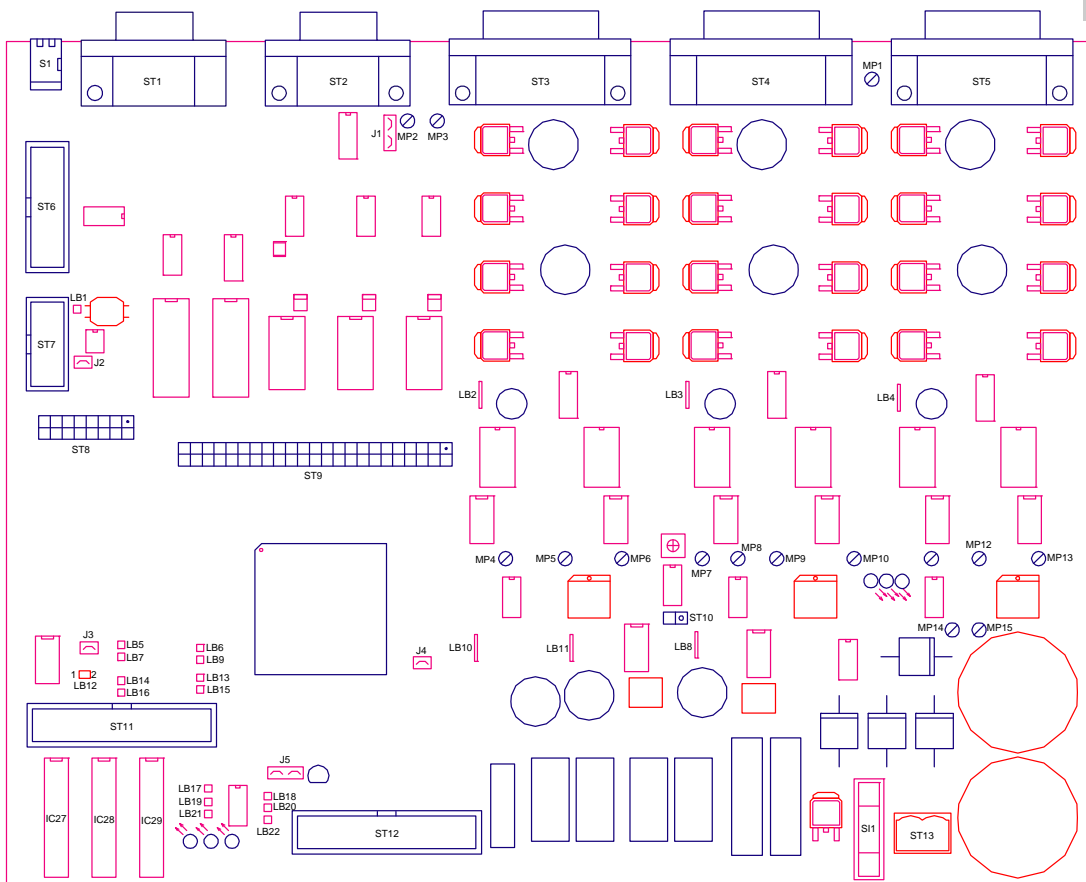 S1
ST1
ST2
ST3
ST4
MP1
ST5
J1
MP2
MP3
ST6
LB1
ST7
J2
LB2
LB3
LB4
ST8
ST9
MP4
MP5
MP6
MP7
MP8
MP9
MP10
MP12
MP13
ST10
MP14
MP15
J3
LB5
LB7
LB6
LB9
J4
LB10
LB11
LB8
1
2
LB12
LB14
LB16
LB13
LB15
ST11
J5
LB17
LB19
LB21
LB18
LB20
LB22
IC27
IC28
IC29
ST12
SI1
ST13